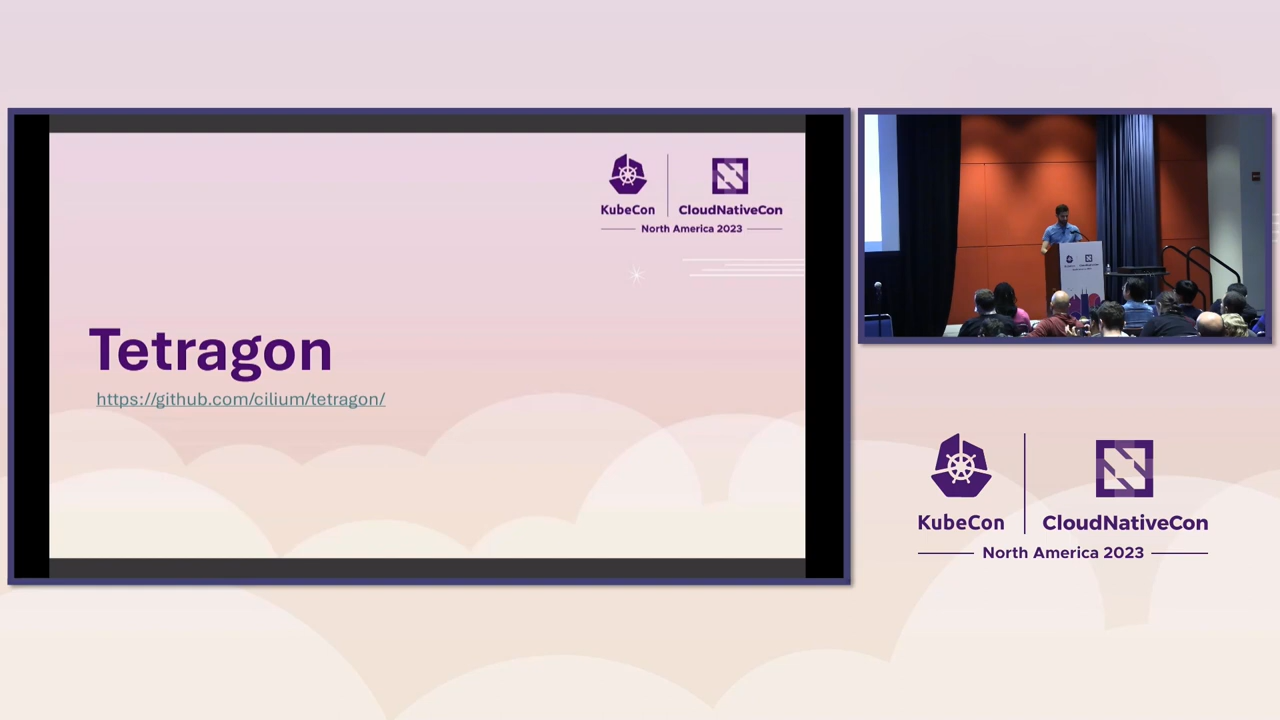 KubeCon
CloudNativeCon
North America 2023
Tetragon
https://github.com/cilium/tetragon/
KubeCon
CloudNativeCon
North America 2023